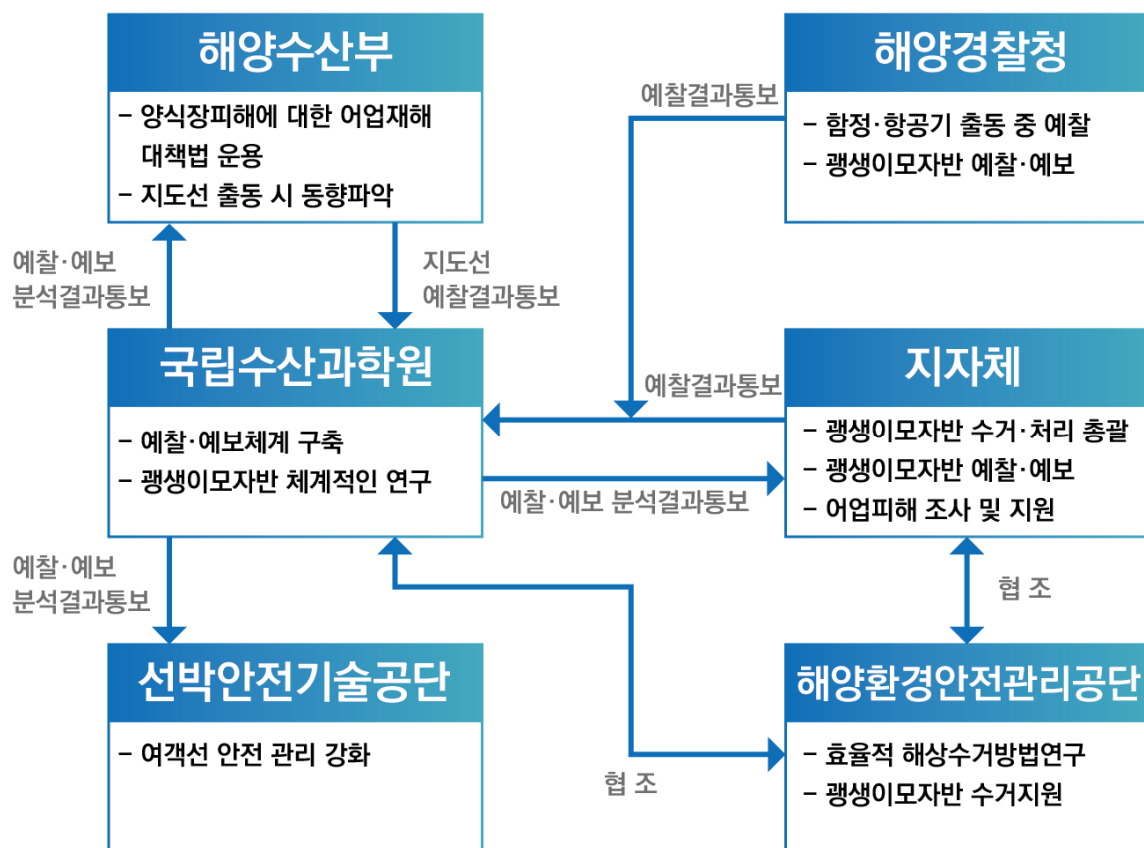 해양수산부
- 양식장피해에 대한 어업재해
대책법 운용
- 지도선 출동 시 동향파악
해양경찰청
- 함정·항공기 출동 중 예찰
- 괭생이모자반 예찰·예보
예찰결과통보
예찰·예보
분석결과통보
지도선
예찰결과통보
국립수산과학원
- 예찰·예보체계 구축
- 괭생이모자반 체계적인 연구
예찰결과통보
예찰·예보 분석결과통보
지자체
- 괭생이모자반 수거·처리 총괄
- 괭생이모자반 예찰·예보
- 어업피해 조사 및 지원
예찰·예보
분석결과통보
협 조
선박안전기술공단
- 여객선 안전 관리 강화
협 조
해양환경안전관리공단
- 효율적 해상수거방법연구
- 괭생이모자반 수거지원